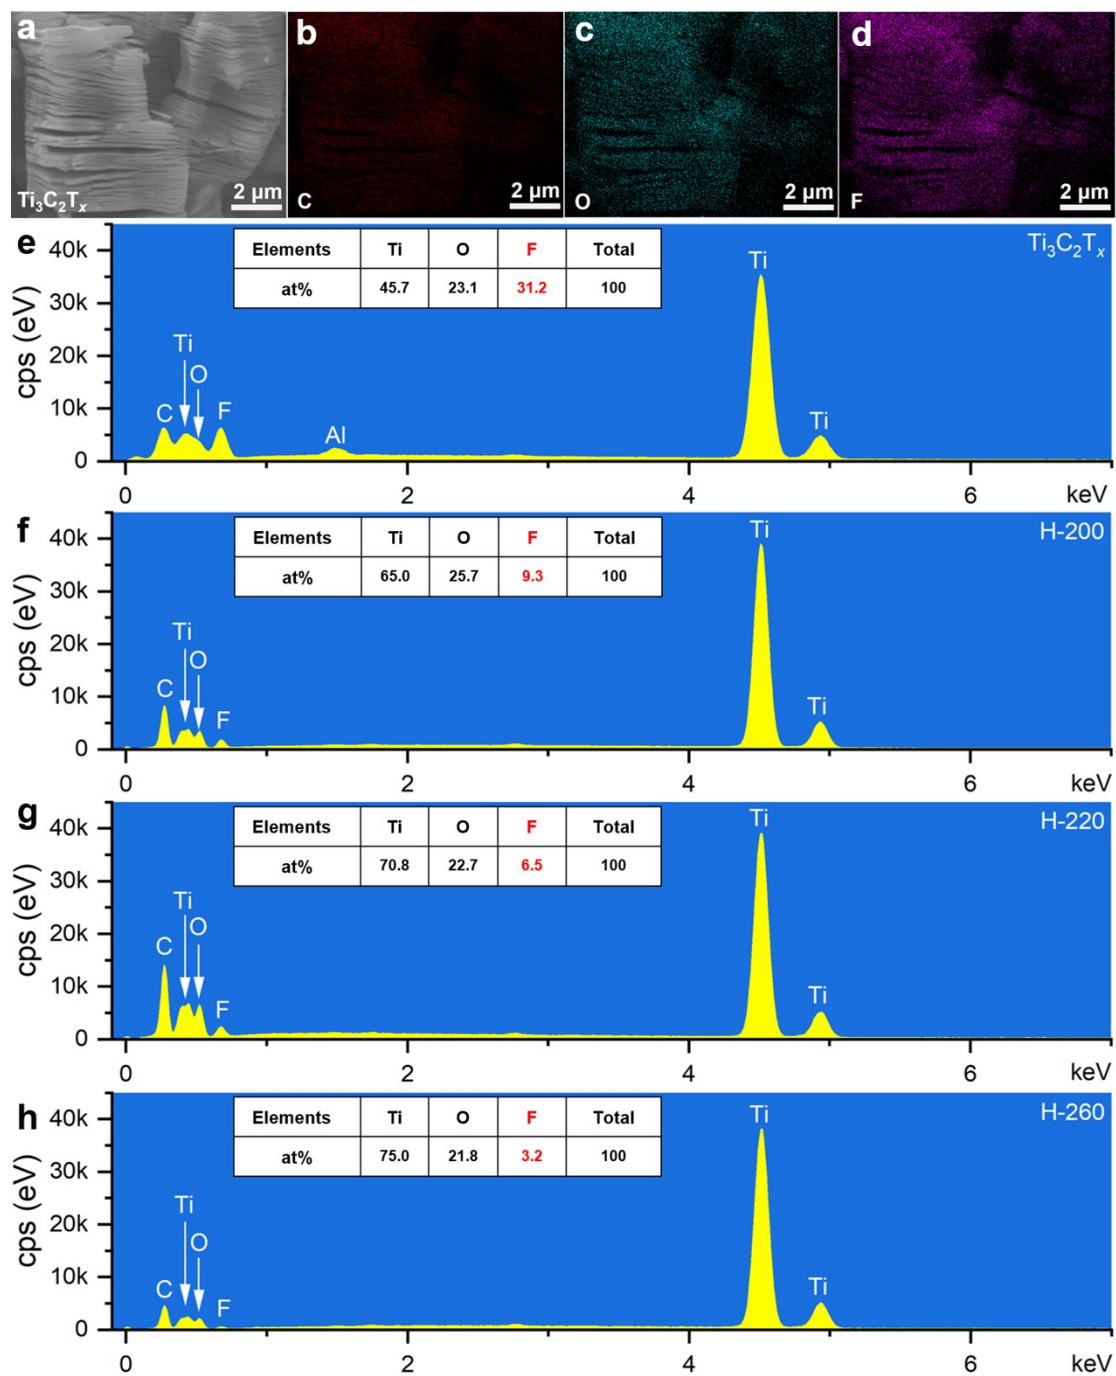 a b c d
Ti₃C₂Tₓ 2 µm C 2 µm O 2 µm F 2 µm
e
Ti₃C₂Tₓ
Elements Ti O F Total
at% 45.7 23.1 31.2 100
cps (eV)
40k
30k
20k
10k
0
C Ti O F Al Ti Ti
0 2 4 6 keV
f
H-200
Elements Ti O F Total
at% 65.0 25.7 9.3 100
cps (eV)
40k
30k
20k
10k
0
C Ti O F Ti Ti
0 2 4 6 keV
g
H-220
Elements Ti O F Total
at% 70.8 22.7 6.5 100
cps (eV)
40k
30k
20k
10k
0
C Ti O F Ti Ti
0 2 4 6 keV
h
H-260
Elements Ti O F Total
at% 75.0 21.8 3.2 100
cps (eV)
40k
30k
20k
10k
0
C Ti O F Ti Ti
0 2 4 6 keV